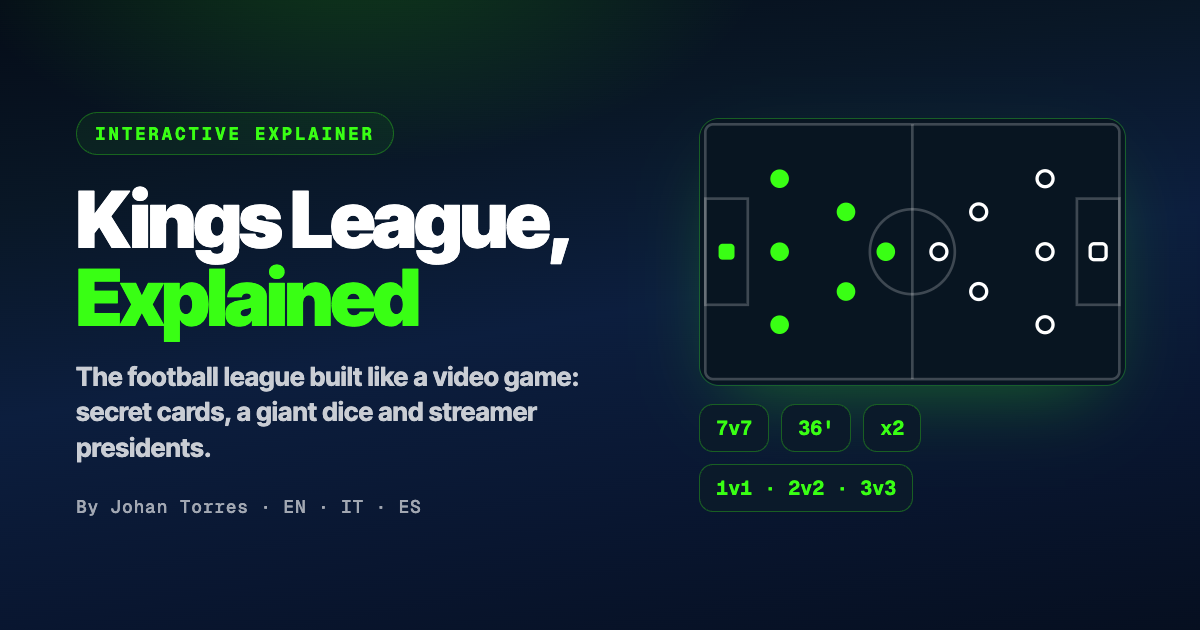 INTERACTIVE EXPLAINER
Kings League,
Explained
The football league built like a video game:
secret cards, a giant dice and streamer
presidents.
By Johan Torres · EN · IT · ES
7v7 36' x2
1v1 · 2v2 · 3v3